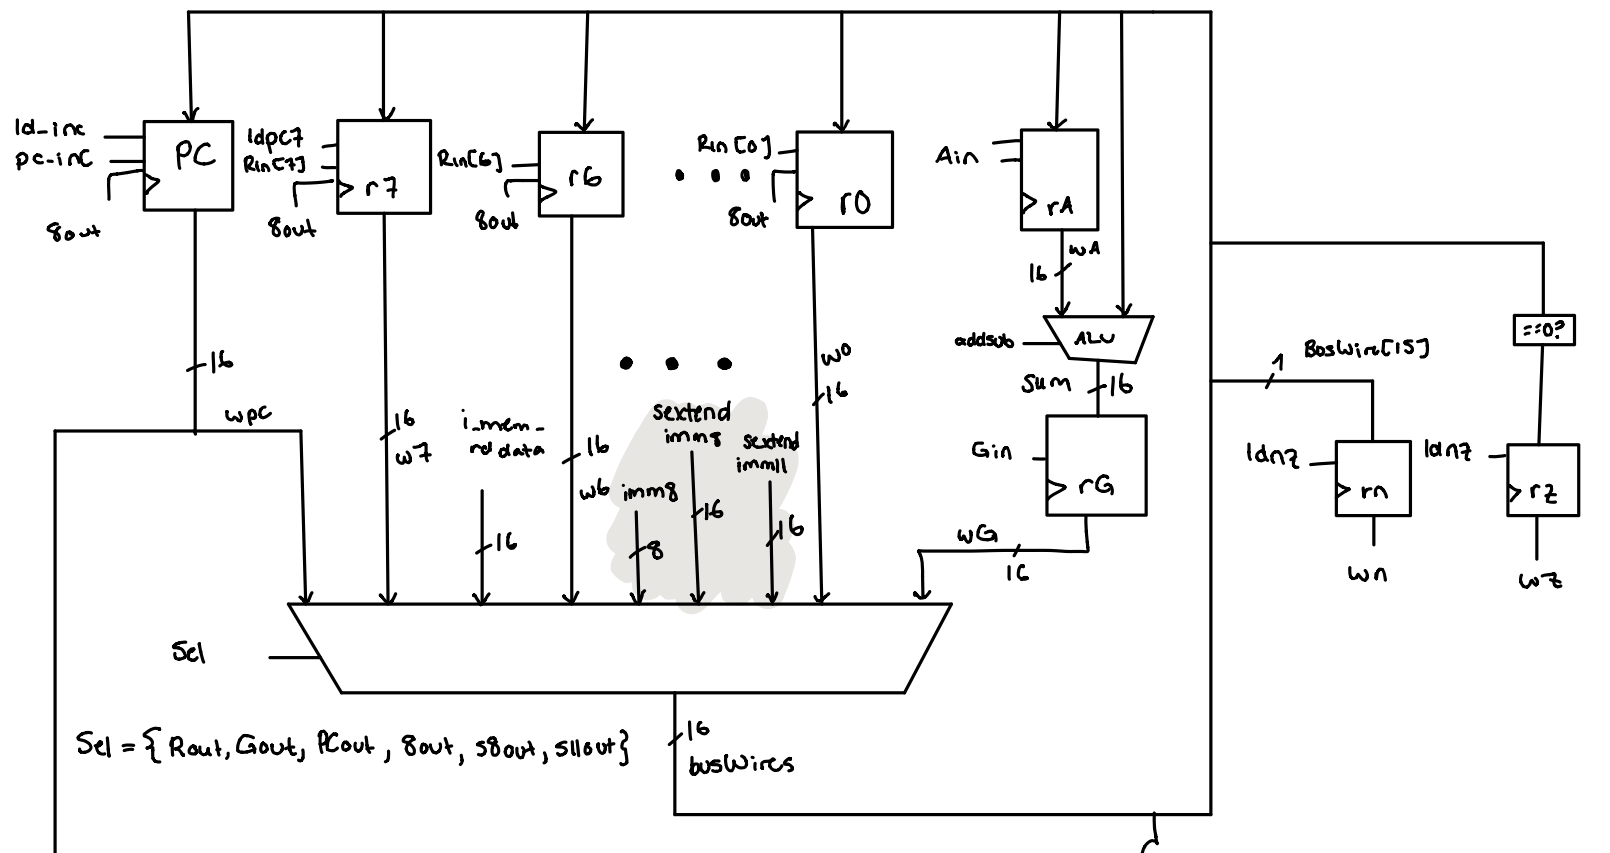 ld_inc
pc-inc
8out
PC
ldpc7
Rin[7]
8out
r7
Rin[6]
8out
r6
Rin[0]
8out
r0
Ain
rA
wA
16
addsub
ALU
Sum
16
Gin
rG
wG
16
==0?
1
BosWire[15]
ldnz
rn
wn
ldnz
rz
wz
16
wpc
16
w7
i_mem_
rd data
16
16
w6
imm8
8
sextend
imm8
16
sextend
imm11
16
w0
16
Sel
Sel = { Rout, Gout, PCout, 8out, s8out, s11out}
16
busWires